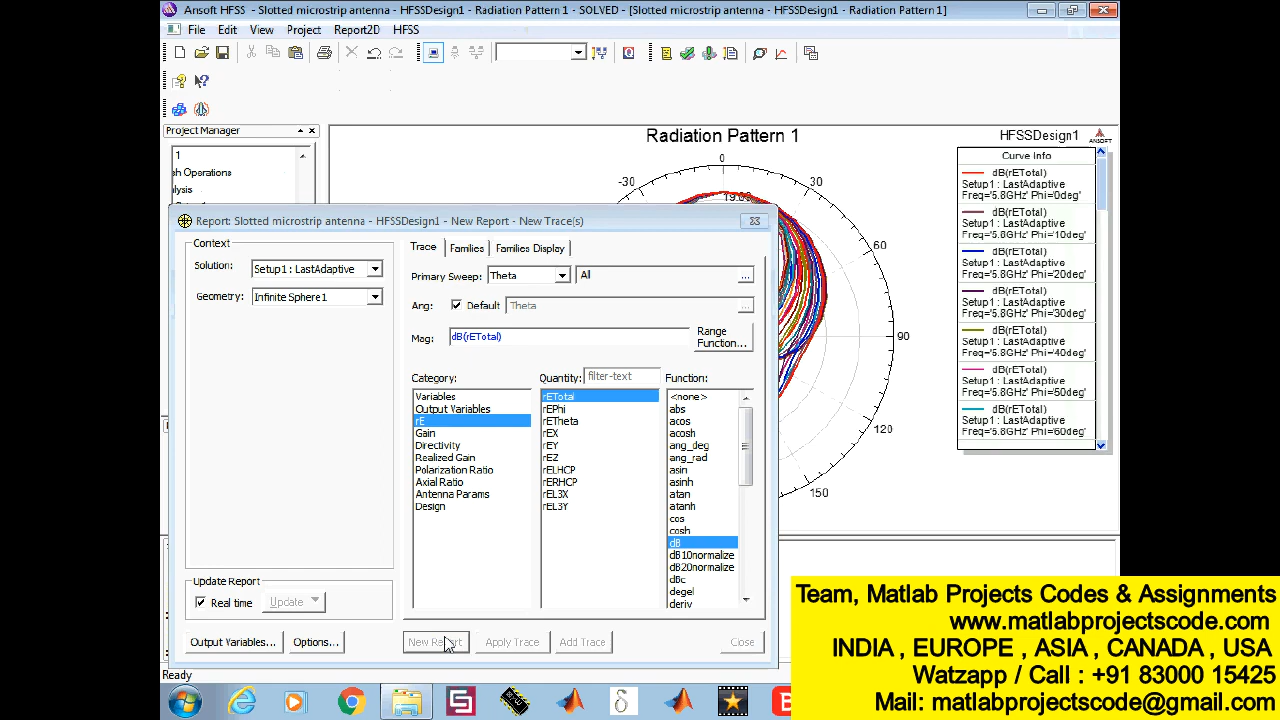 Ansoft HFSS - Slotted microstrip antenna - HFSSDesign1 - Radiation Pattern 1 - SOLVED - [Slotted microstrip antenna - HFSSDesign1 - Radiation Pattern 1]
File Edit View Project Report2D HFSS
Project Manager
1
sh Operations
alysis
Radiation Pattern 1
HFSSDesign1
ANSOFT
Curve Info
dB(rETotal)
Setup1 : LastAdaptive
Freq='5.8GHz' Phi='0deg'
dB(rETotal)
Setup1 : LastAdaptive
Freq='5.8GHz' Phi='10deg'
dB(rETotal)
Setup1 : LastAdaptive
Freq='5.8GHz' Phi='20deg'
dB(rETotal)
Setup1 : LastAdaptive
Freq='5.8GHz' Phi='30deg'
dB(rETotal)
Setup1 : LastAdaptive
Freq='5.8GHz' Phi='40deg'
dB(rETotal)
Setup1 : LastAdaptive
Freq='5.8GHz' Phi='50deg'
dB(rETotal)
Setup1 : LastAdaptive
Freq='5.8GHz' Phi='60deg'
0
-30
30
60
90
120
150
Report: Slotted microstrip antenna - HFSSDesign1 - New Report - New Trace(s)
Context
Solution: Setup1 : LastAdaptive
Geometry: Infinite Sphere1
Trace Families Families Display
Primary Sweep: Theta All ...
Ang: Default Theta ...
Mag: dB(rETotal)
Range
Function...
Category:
Variables
Output Variables
rE
Gain
Directivity
Realized Gain
Polarization Ratio
Axial Ratio
Antenna Params
Design
Quantity: filter-text
rETotal
rEPhi
rETheta
rEX
rEY
rEZ
rELHCP
rERHCP
rEL3X
rEL3Y
Function:
<none>
abs
acos
acosh
ang_deg
ang_rad
asin
asinh
atan
atanh
cos
cosh
dB
dB10normalize
dB20normalize
dBc
degel
deriv
Update Report
Real time Update
Output Variables... Options... New Report Apply Trace Add Trace Close
Ready
Team, Matlab Projects Codes & Assignments
www.matlabprojectscode.com
INDIA , EUROPE , ASIA , CANADA , USA
Watzapp / Call : +91 83000 15425
Mail: matlabprojectscode@gmail.com